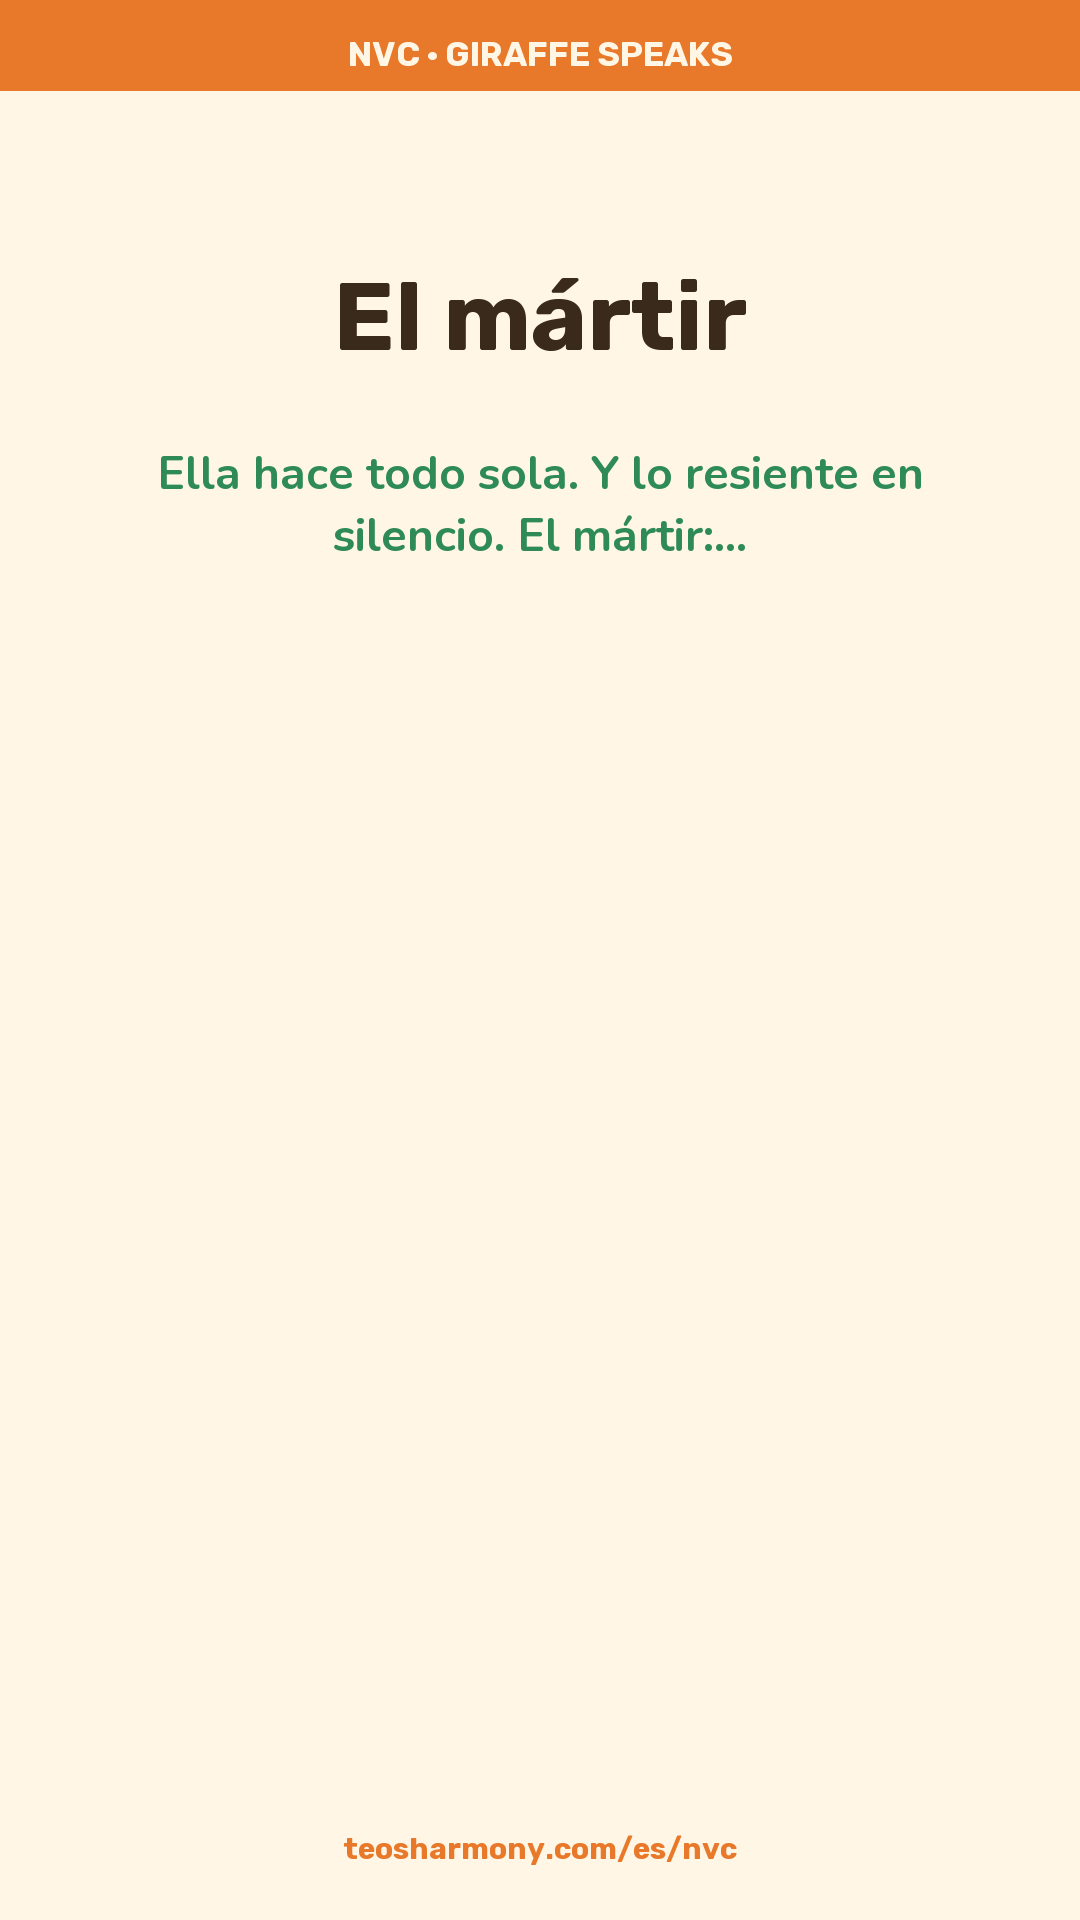 NVC • GIRAFFE SPEAKS
El mártir
Ella hace todo sola. Y lo resiente en
silencio. El mártir:...
teosharmony.com/es/nvc